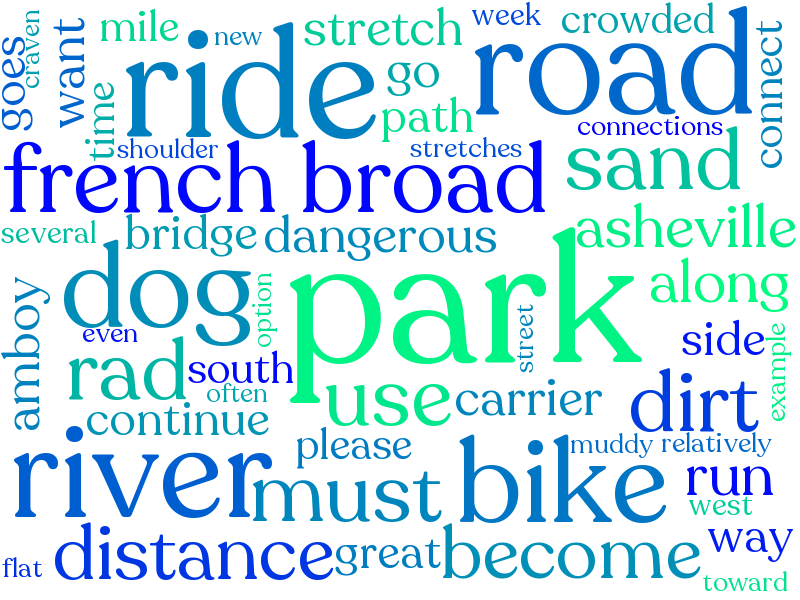 craven
goes
want
mile
new
stretch
week
crowded
ride
go
road
connect
time
path
connections
shoulder
stretches
french broad
sand
several
bridge
dangerous
asheville
dog
park
along
amboy
option
even
street
side
example
rad
south
often
use
carrier
dirt
continue
please
muddy
relatively
river
must
bike
run
west
way
flat
distance
great
become
toward